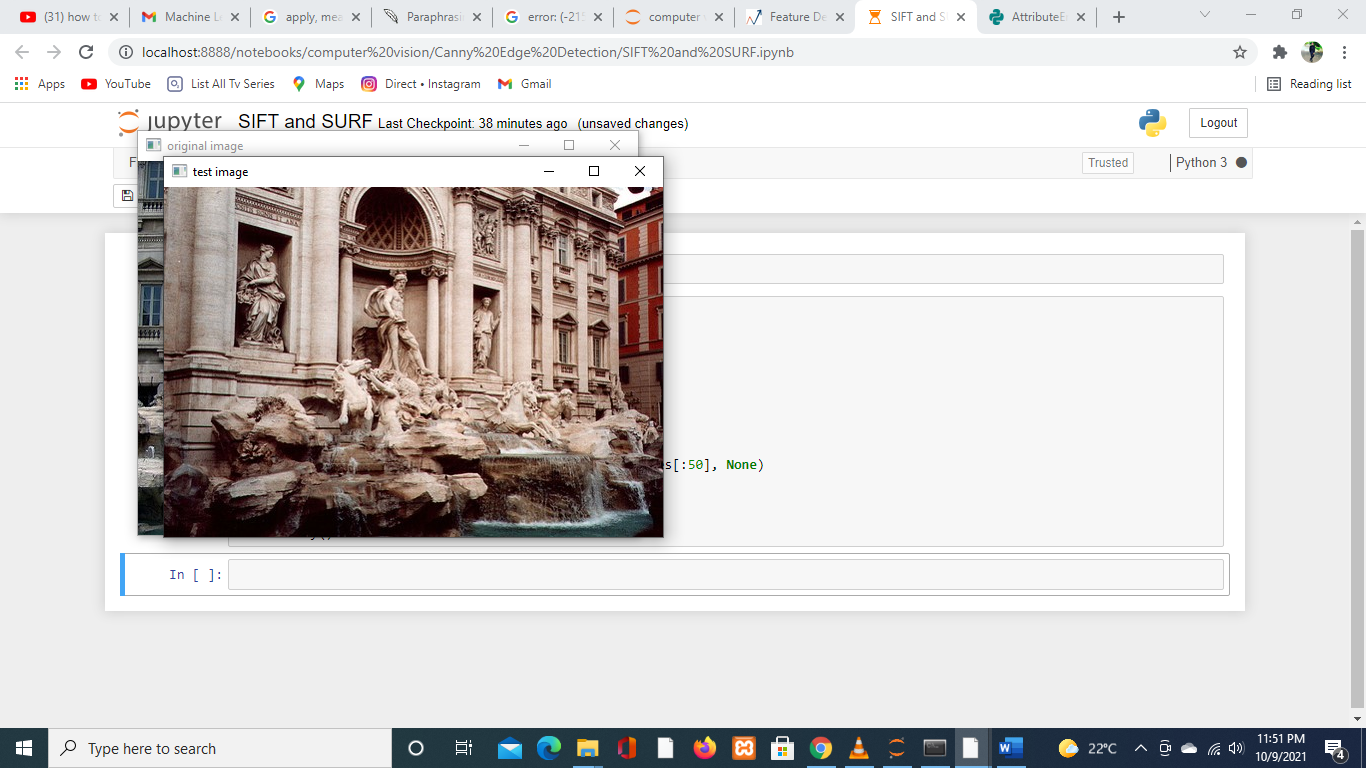 (31) how to
Machine L
apply, mea
Paraphrasi
error: (-215
computer v
Feature De
SIFT and S
AttributeE
localhost:8888/notebooks/computer%20vision/Canny%20Edge%20Detection/SIFT%20and%20SURF.ipynb
Apps
YouTube
List All Tv Series
Maps
Direct • Instagram
Gmail
Reading list
jupyter SIFT and SURF Last Checkpoint: 38 minutes ago (unsaved changes)
Logout
original image
F
Trusted
Python 3
test image
s[:50], None)
y()
In [ ]:
Type here to search
22°C
11:51 PM
10/9/2021
4